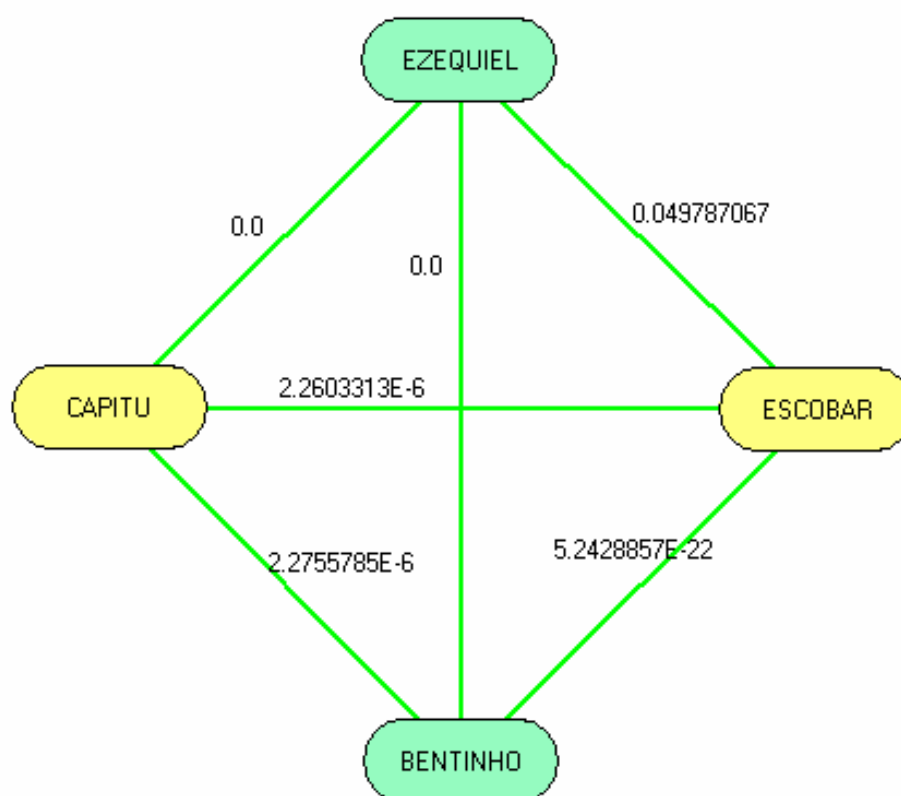 EZEQUIEL
0.049787067
0.0
0.0
2.2603313E-6
CAPITU
ESCOBAR
5.2428857E-22
2.2755785E-6
BENTINHO